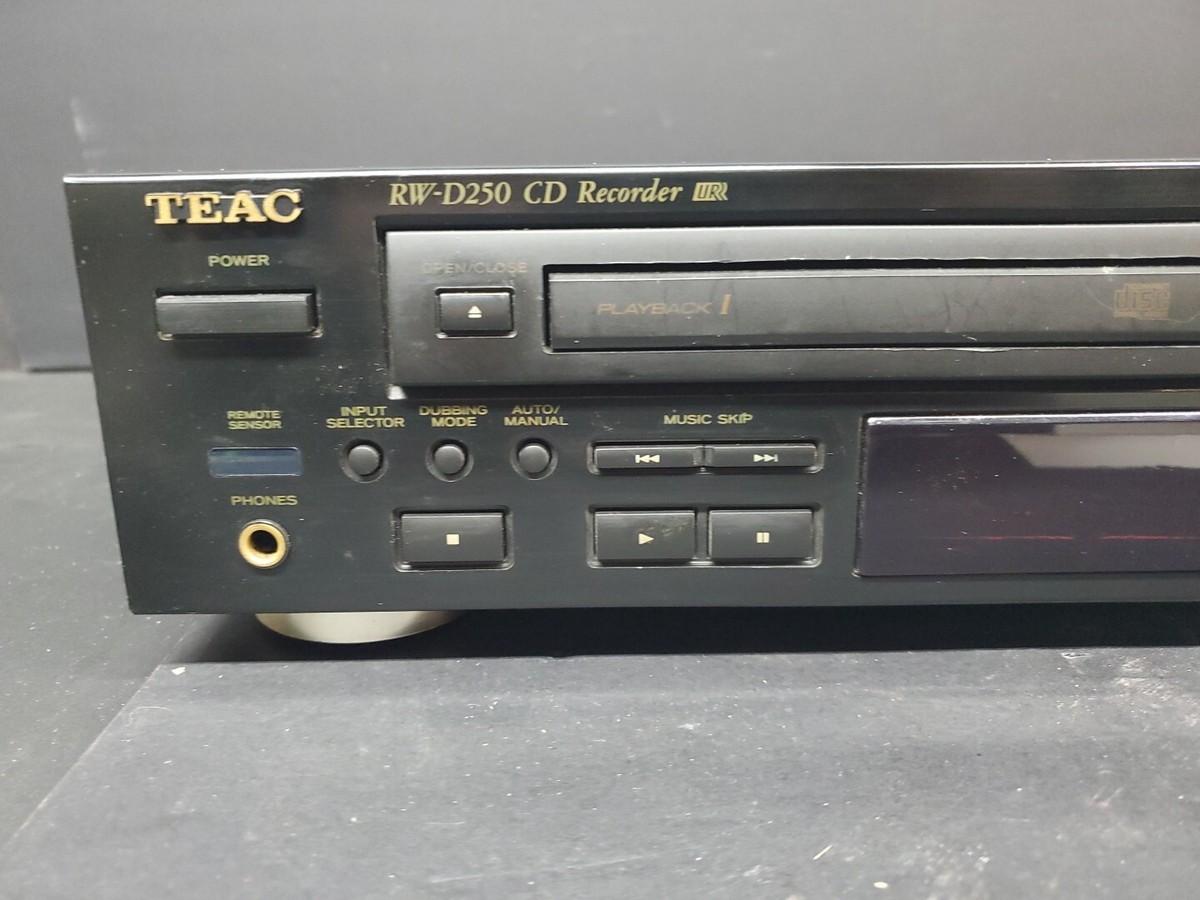 TEAC
RW-D250 CD Recorder
POWER
OPEN/CLOSE
PLAYBACK I
disc
REMOTE
SENSOR
INPUT
SELECTOR
DUBBING
MODE
AUTO/
MANUAL
MUSIC SKIP
PHONES